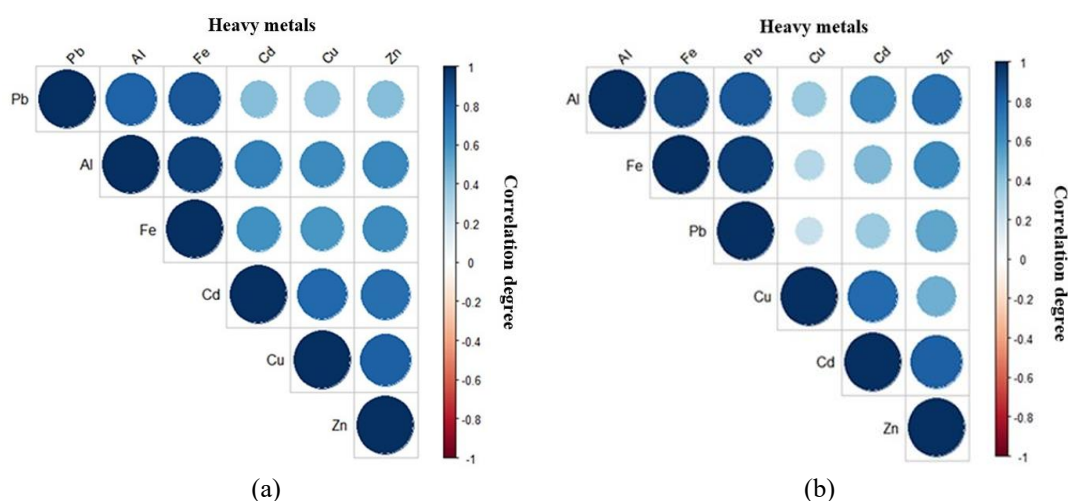 Heavy metals
Pb Al Fe Cd Cu Zn
Pb
Al
Fe
Cd
Cu
Zn
1
0.8
0.6
0.4
0.2
0
-0.2
-0.4
-0.6
-0.8
-1
Correlation degree
(a)
Heavy metals
Al Fe Pb Cu Cd Zn
Al
Fe
Pb
Cu
Cd
Zn
1
0.8
0.6
0.4
0.2
0
-0.2
-0.4
-0.6
-0.8
-1
Correlation degree
(b)